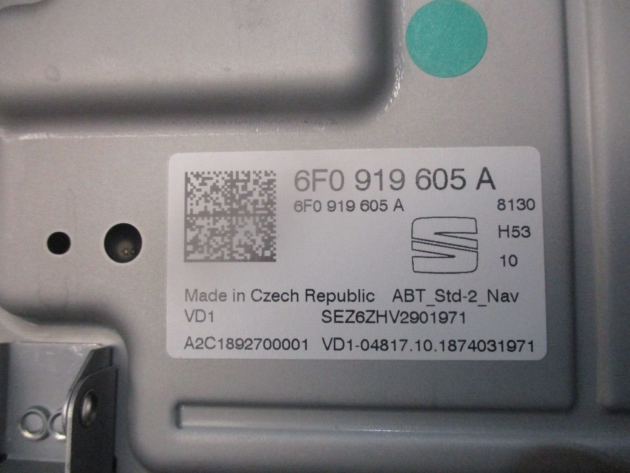 6F0 919 605 A
6F0 919 605 A 8130
H53
10
Made in Czech Republic ABT_Std-2_Nav
VD1 SEZ6ZHV2901971
A2C1892700001 VD1-04817.10.1874031971